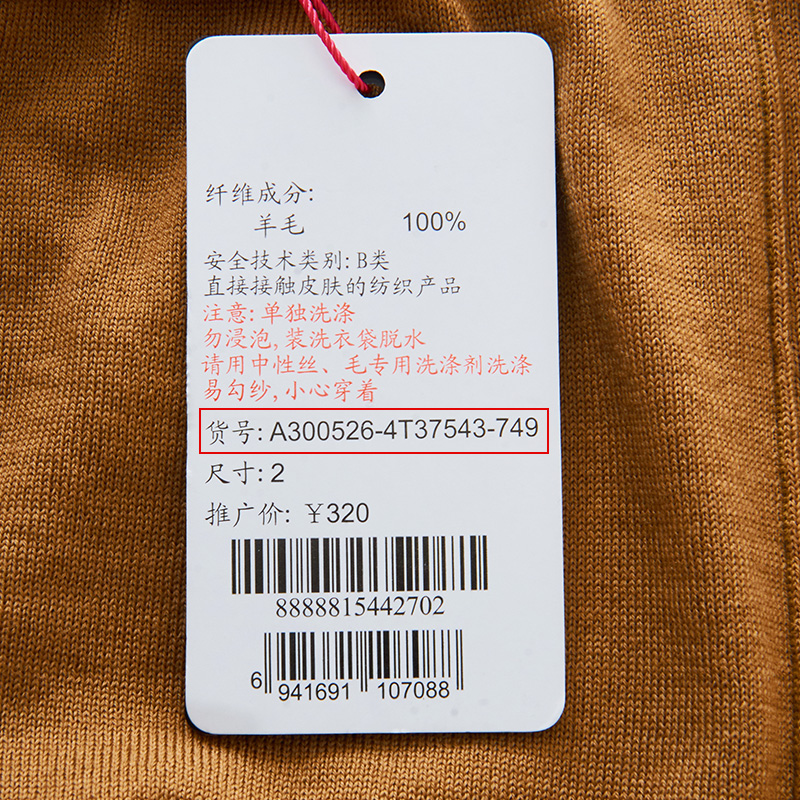 纤维成分:
羊毛 100%
安全技术类别: B类
直接接触皮肤的纺织产品
注意: 单独洗涤
勿浸泡, 装洗衣袋脱水
请用中性丝、毛专用洗涤剂洗涤
易勾纱, 小心穿着
货号: A300526-4T37543-749
尺寸: 2
推广价: ￥320
8888815442702
6 941691 107088